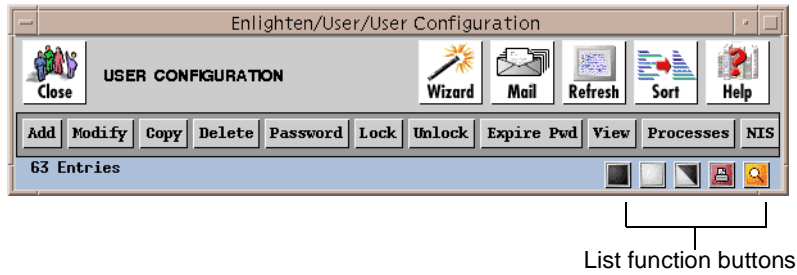 Enlighten/User/User Configuration
Close
USER CONFIGURATION
Wizard
Mail
Refresh
Sort
Help
Add Modify Copy Delete Password Lock Unlock Expire Pwd View Processes NIS
63 Entries
List function buttons